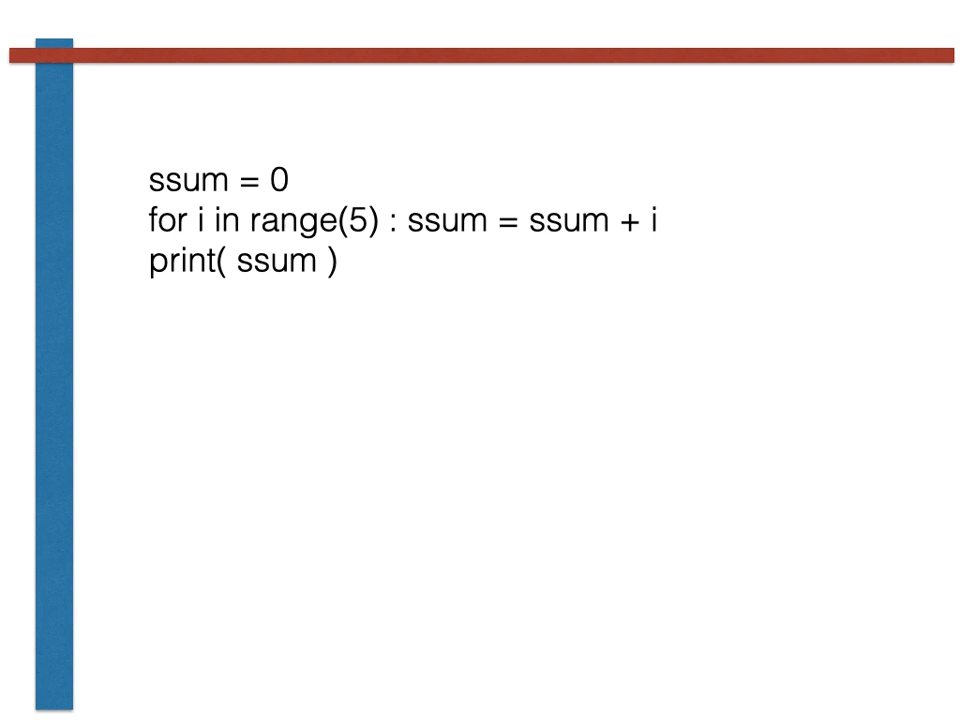 ssum = 0
for i in range(5) : ssum = ssum + i
print( ssum )